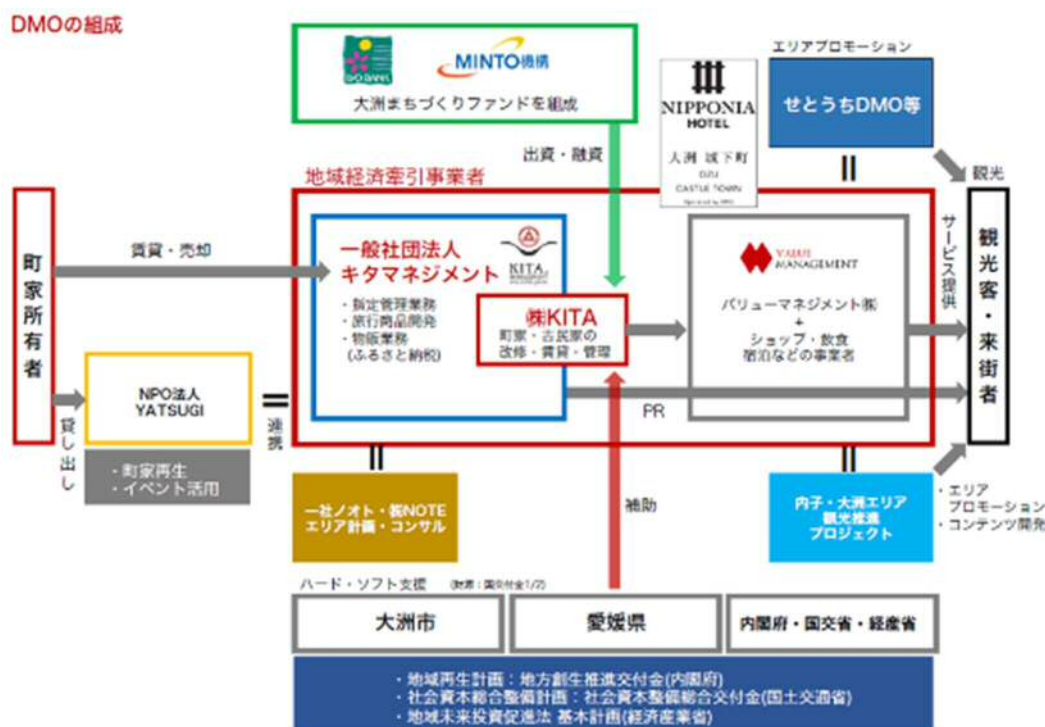 DMOの組成
IYO BANK
MINTO機構
大洲まちづくりファンドを組成
NIPPONIA
HOTEL
大洲 城下町
OZU
CASTLE TOWN
エリアプロモーション
せとうちDMO等
出資・融資
地域経済牽引事業者
観光
町家所有者
賃貸・売却
一般社団法人
キタマネジメント
KITA
・指定管理業務
・旅行商品開発
・物販業務
(ふるさと納税)
㈱KITA
町家・古民家の
改修・賃貸・管理
VALUE
MANAGEMENT
バリューマネジメント㈱
+
ショップ・飲食
宿泊などの事業者
サービス提供
観光客・来街者
貸し出し
NPO法人
YATSUGI
・町家再生
・イベント活用
連携
PR
一社ノオト・㈱NOTE
エリア計画・コンサル
補助
内子・大洲エリア
観光推進
プロジェクト
・エリア
プロモーション
・コンテンツ開発
ハード・ソフト支援 (財源:国交付金1/2)
大洲市
愛媛県
内閣府・国交省・経産省
・地域再生計画:地方創生推進交付金(内閣府)
・社会資本総合整備計画:社会資本整備総合交付金(国土交通省)
・地域未来投資促進法 基本計画(経済産業省)